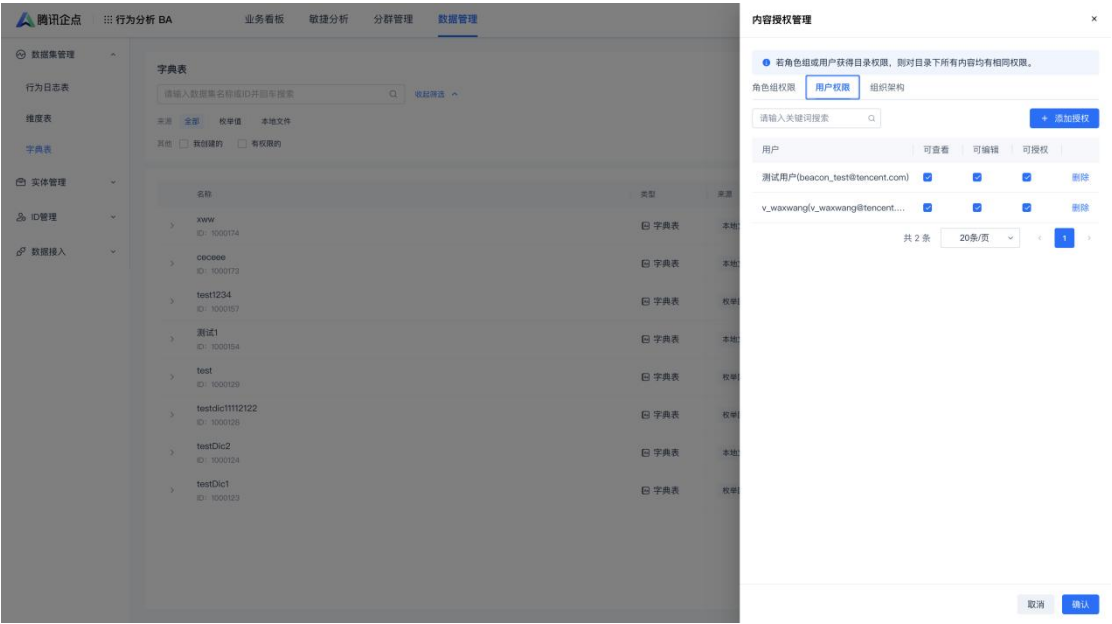 腾讯企点 行为分析 BA 业务看板 敏捷分析 分群管理 数据管理
数据集管理
行为日志表
维度表
字典表
实体管理
ID管理
数据接入
字典表
请输入数据集名称或ID并回车搜索 收起筛选
来源 全部 枚举值 本地文件
其他 我创建的 有权限的
名称 类型 来源
xww 字典表 本地
ID: 1000174
ceceee 字典表 本地
ID: 1000173
test1234 字典表 枚举
ID: 1000157
测试1 字典表 本地
ID: 1000154
test 字典表 枚举
ID: 1000129
testdic11112122 字典表 枚举
ID: 1000126
testDic2 字典表 本地
ID: 1000124
testDic1 字典表 枚举
ID: 1000123
内容授权管理 ×
若角色组或用户获得目录权限，则对目录下所有内容均有相同权限。
角色组权限 用户权限 组织架构
请输入关键词搜索 + 添加授权
用户 可查看 可编辑 可授权
测试用户(beacon_test@tencent.com) 删除
v_waxwang(v_waxwang@tencent.... 删除
共 2 条 20条/页 1
取消 确认